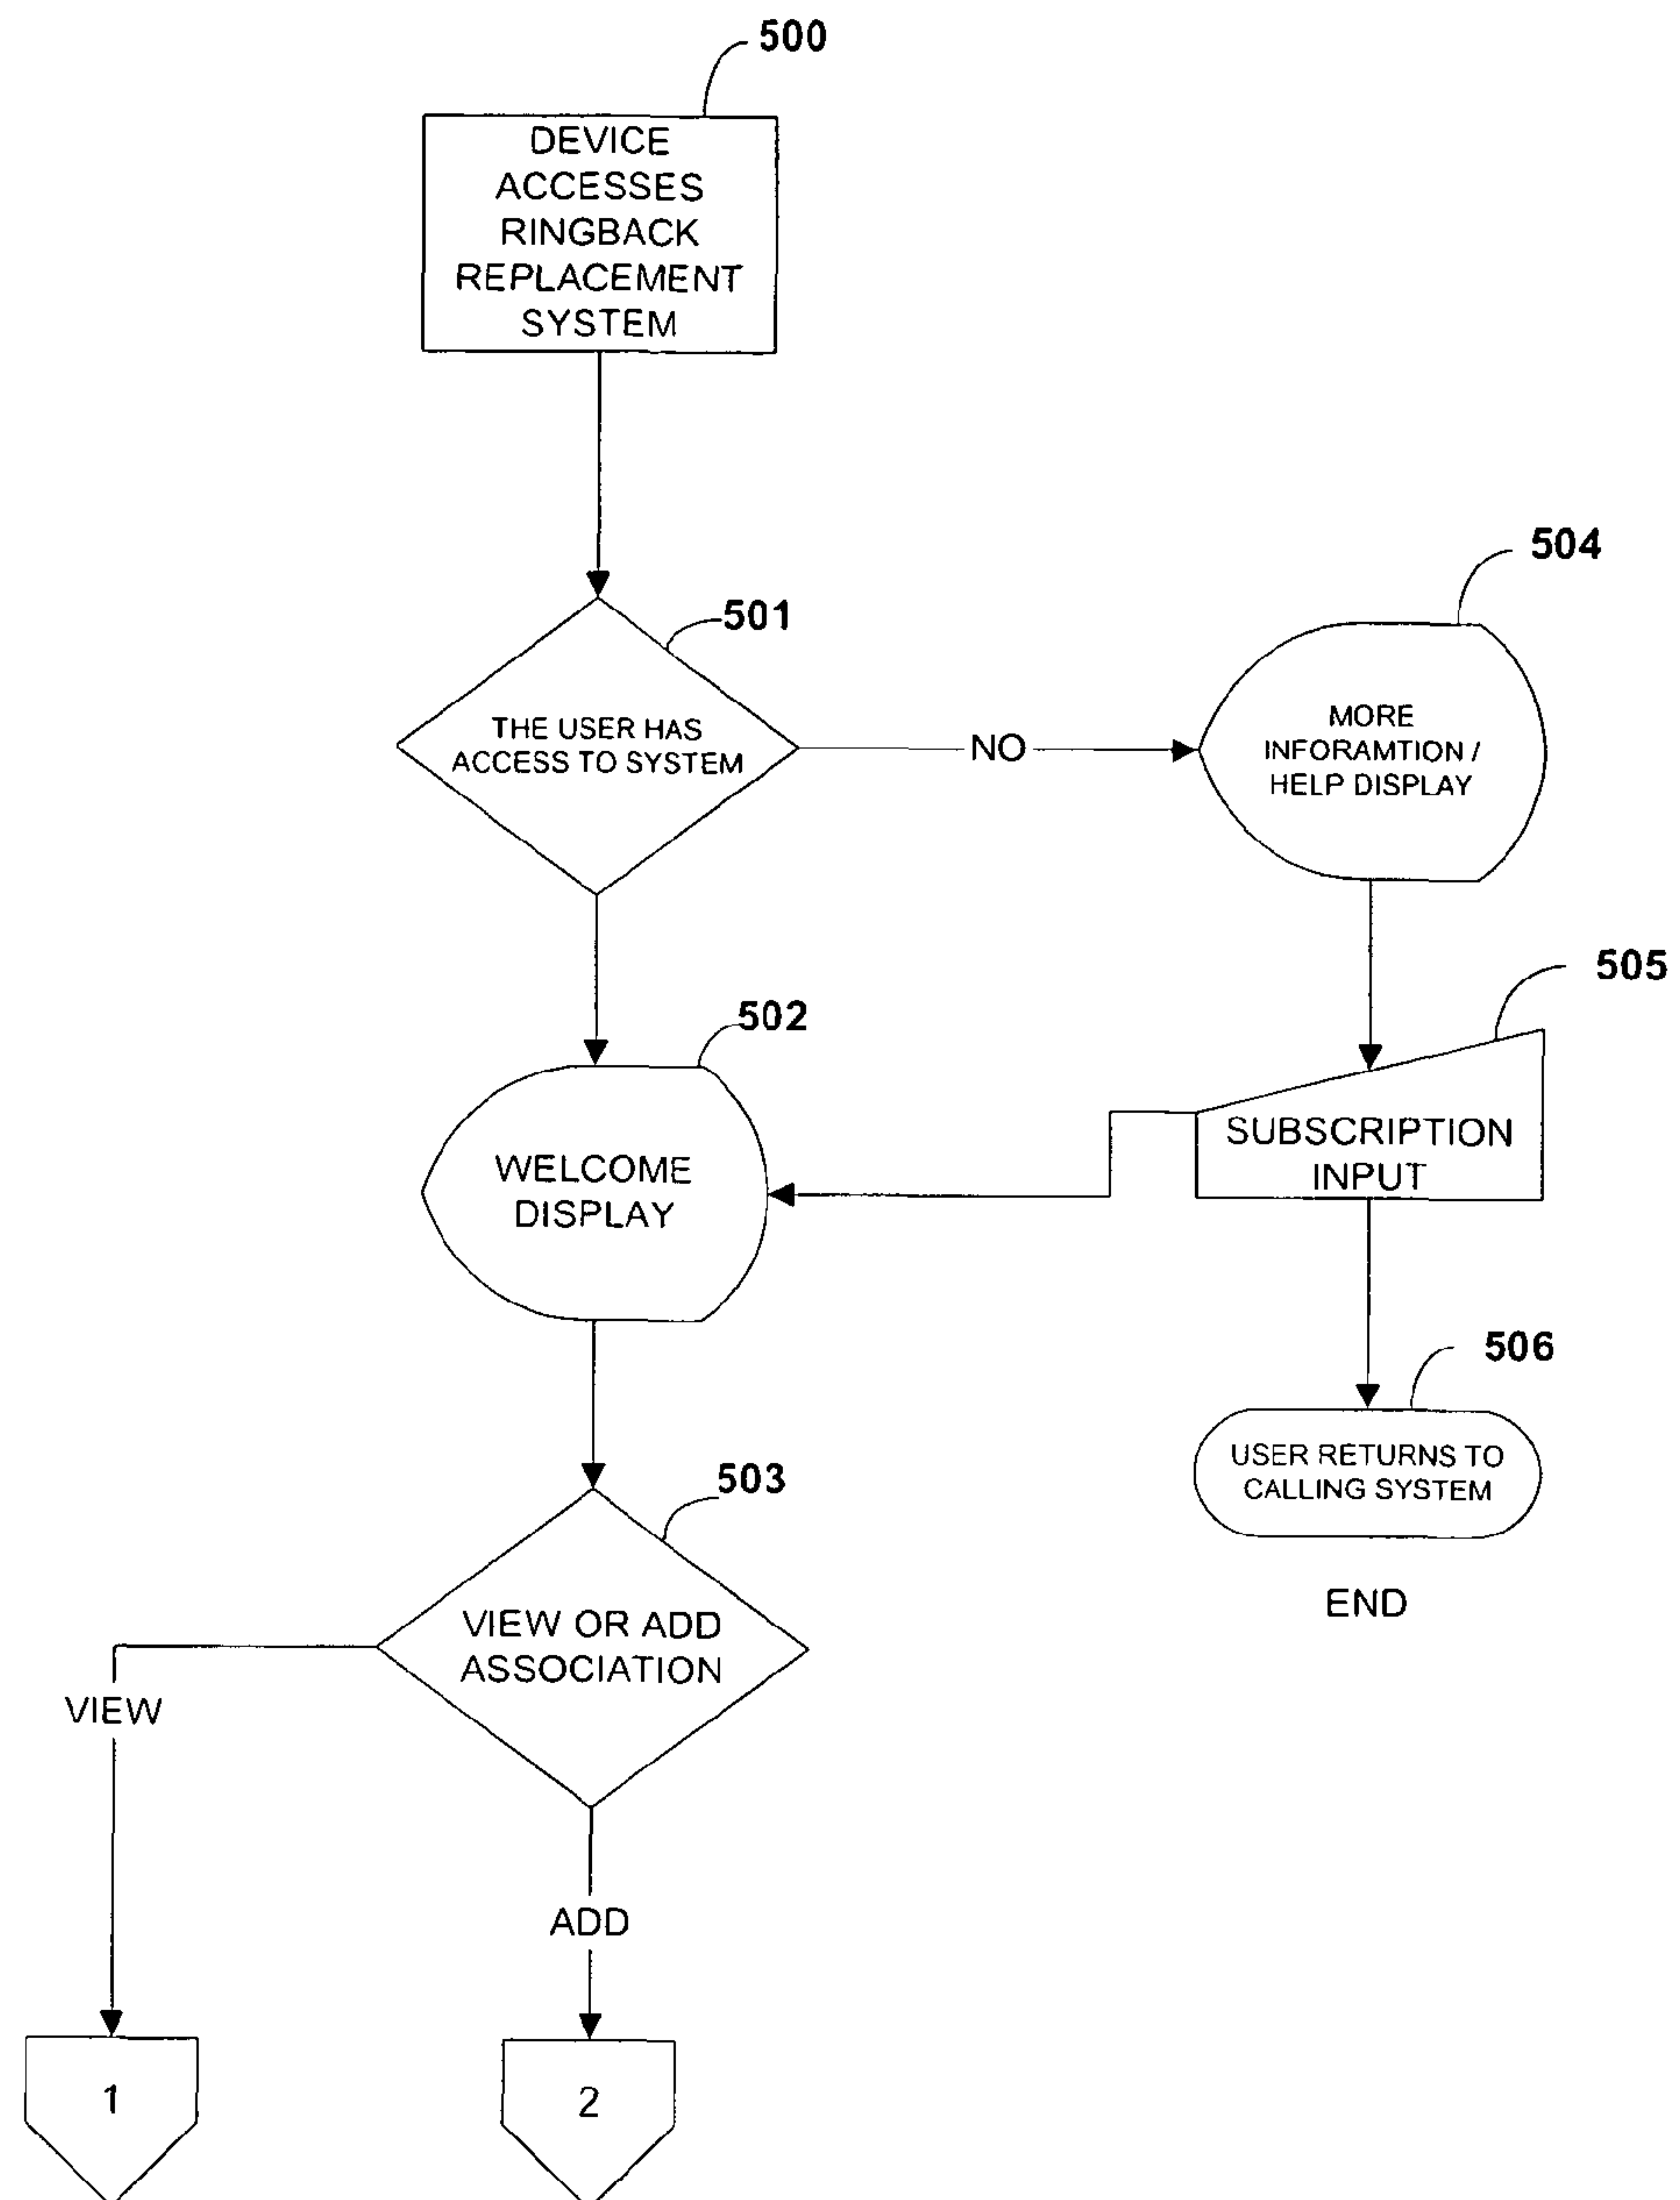 500
DEVICE
ACCESSES
RINGBACK
REPLACEMENT
SYSTEM
504
501
THE USER HAS
ACCESS TO SYSTEM
NO
MORE
INFORAMTION /
HELP DISPLAY
505
502
WELCOME
DISPLAY
SUBSCRIPTION
INPUT
506
USER RETURNS TO
CALLING SYSTEM
503
END
VIEW OR ADD
ASSOCIATION
VIEW
ADD
1
2